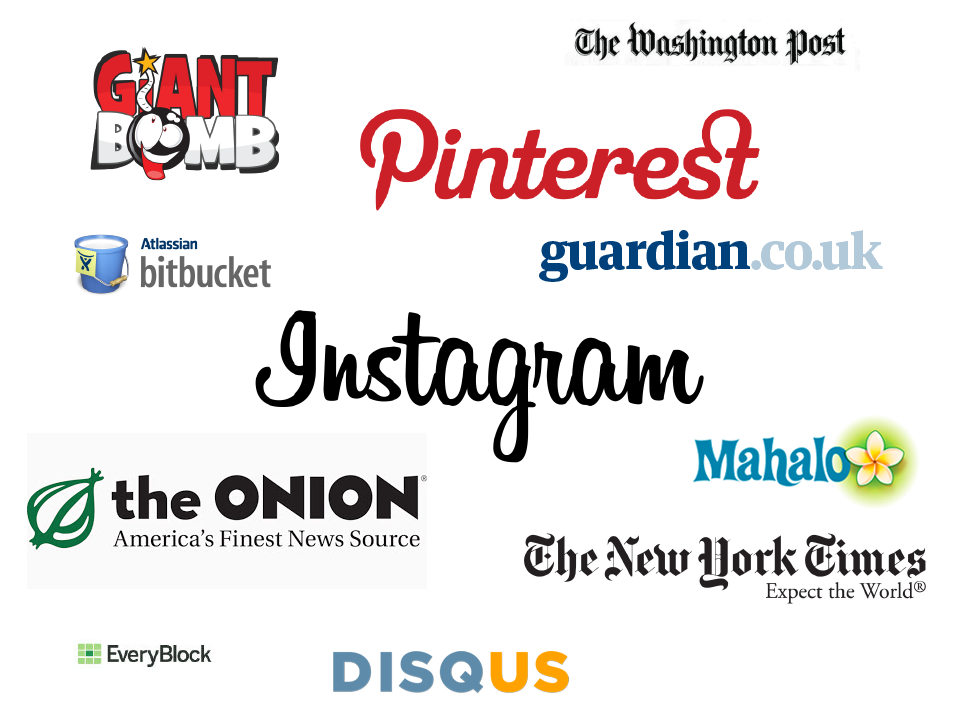 The Washington Post
GIANT
BOMB
Pinterest
Atlassian
bitbucket
guardian.co.uk
Instagram
Mahalo
the ONION®
America's Finest News Source
The New York Times
Expect the World®
EveryBlock
DISQUS